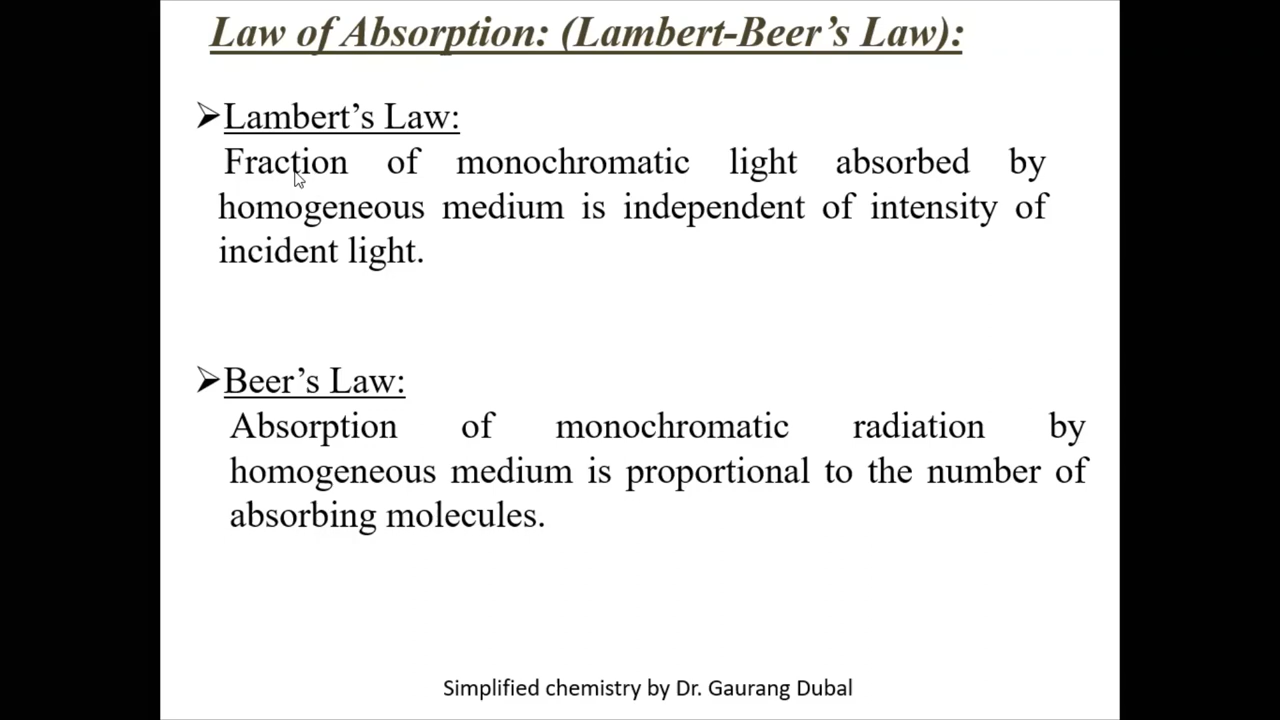 Law of Absorption: (Lambert-Beer’s Law):
➢Lambert’s Law:
Fraction of monochromatic light absorbed by
homogeneous medium is independent of intensity of
incident light.
➢Beer’s Law:
Absorption of monochromatic radiation by
homogeneous medium is proportional to the number of
absorbing molecules.
Simplified chemistry by Dr. Gaurang Dubal